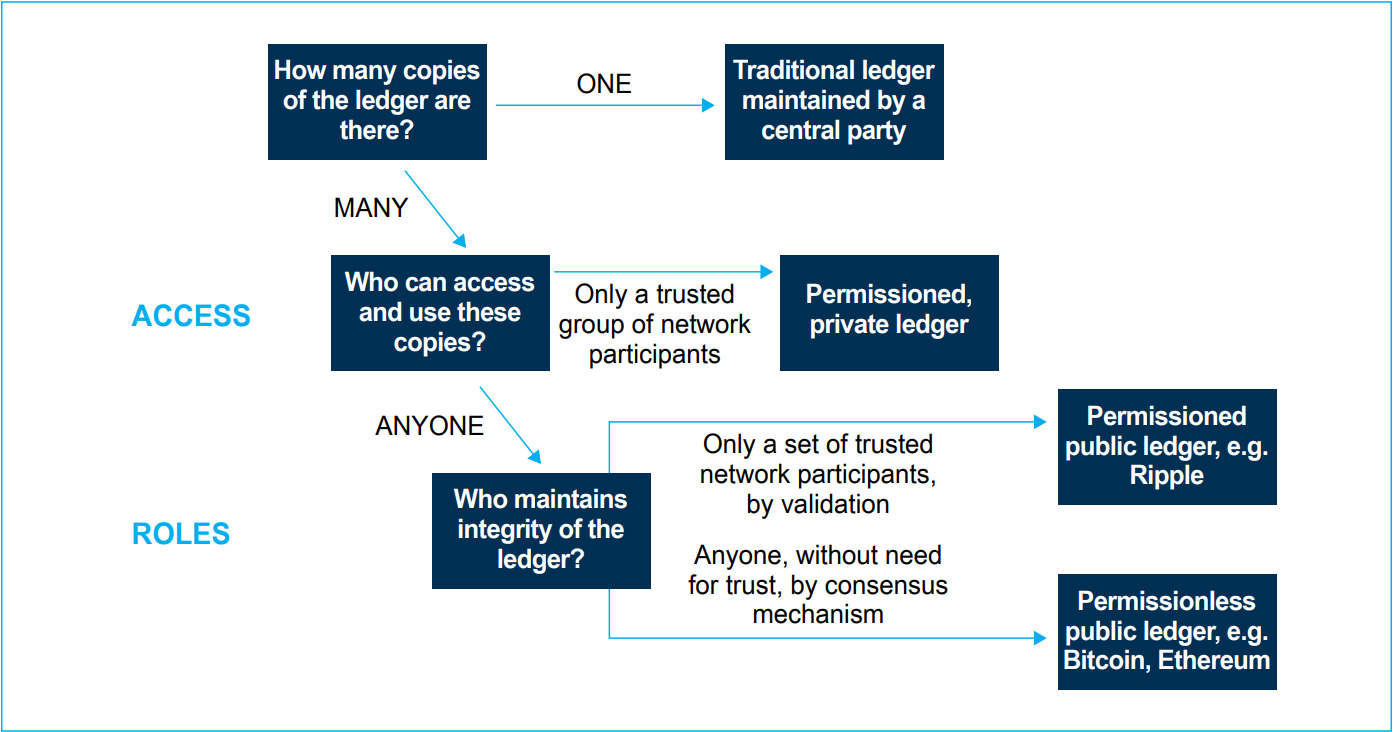 How many copies
of the ledger are
there?
ONE
Traditional ledger
maintained by a
central party
MANY
ACCESS
Who can access
and use these
copies?
Only a trusted
group of network
participants
Permissioned,
private ledger
ANYONE
ROLES
Who maintains
integrity of the
ledger?
Only a set of trusted
network participants,
by validation
Permissioned
public ledger, e.g.
Ripple
Anyone, without need
for trust, by consensus
mechanism
Permissionless
public ledger, e.g.
Bitcoin, Ethereum